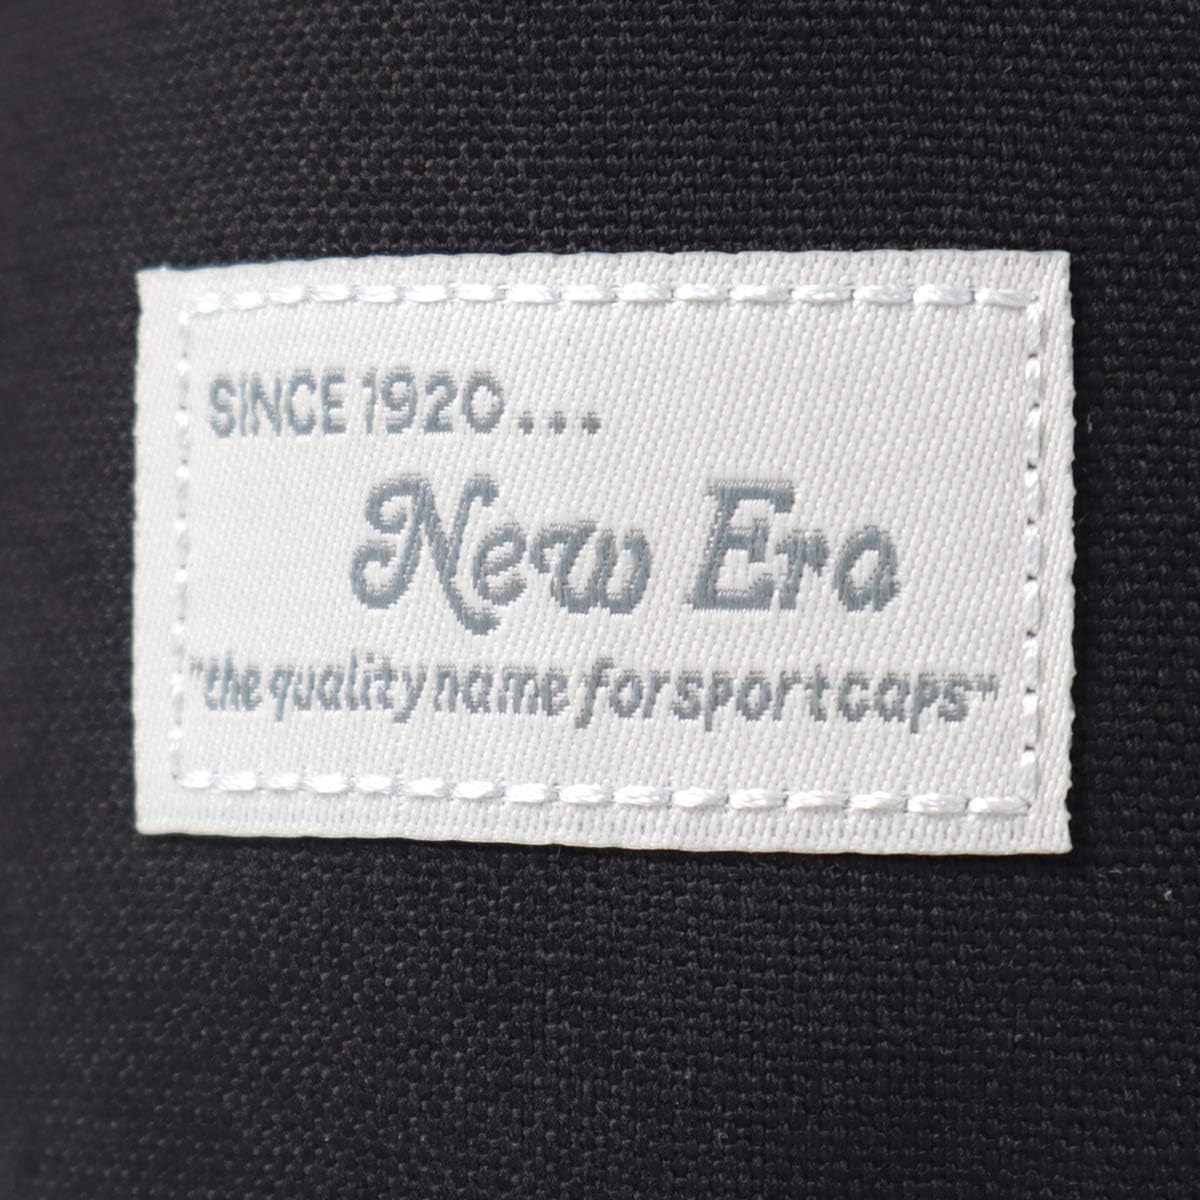 SINCE 1920...
New Era
"the quality name for sport caps"